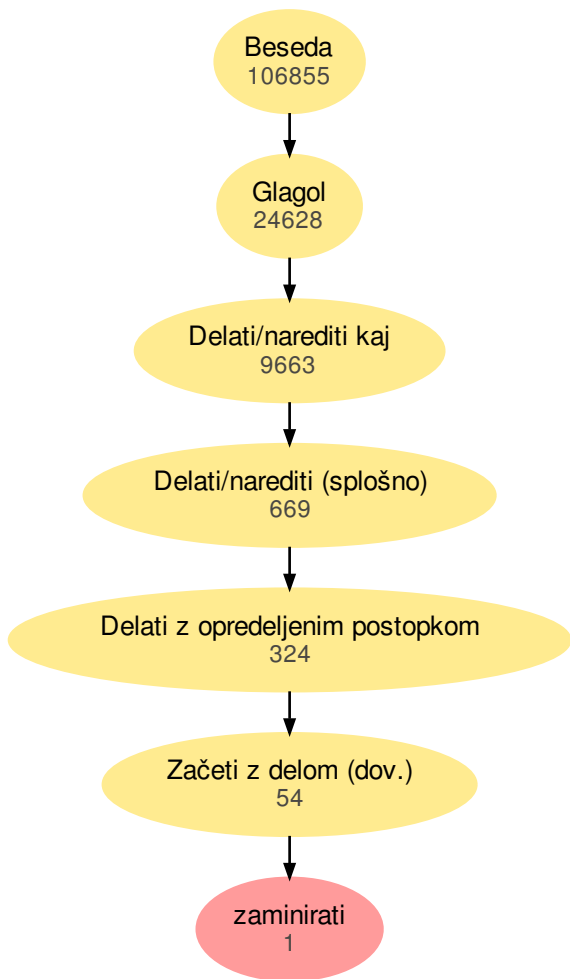 Beseda
106855
Glagol
24628
Delati/narediti kaj
9663
Delati/narediti (splošno)
669
Delati z opredeljenim postopkom
324
Začeti z delom (dov.)
54
zaminirati
1